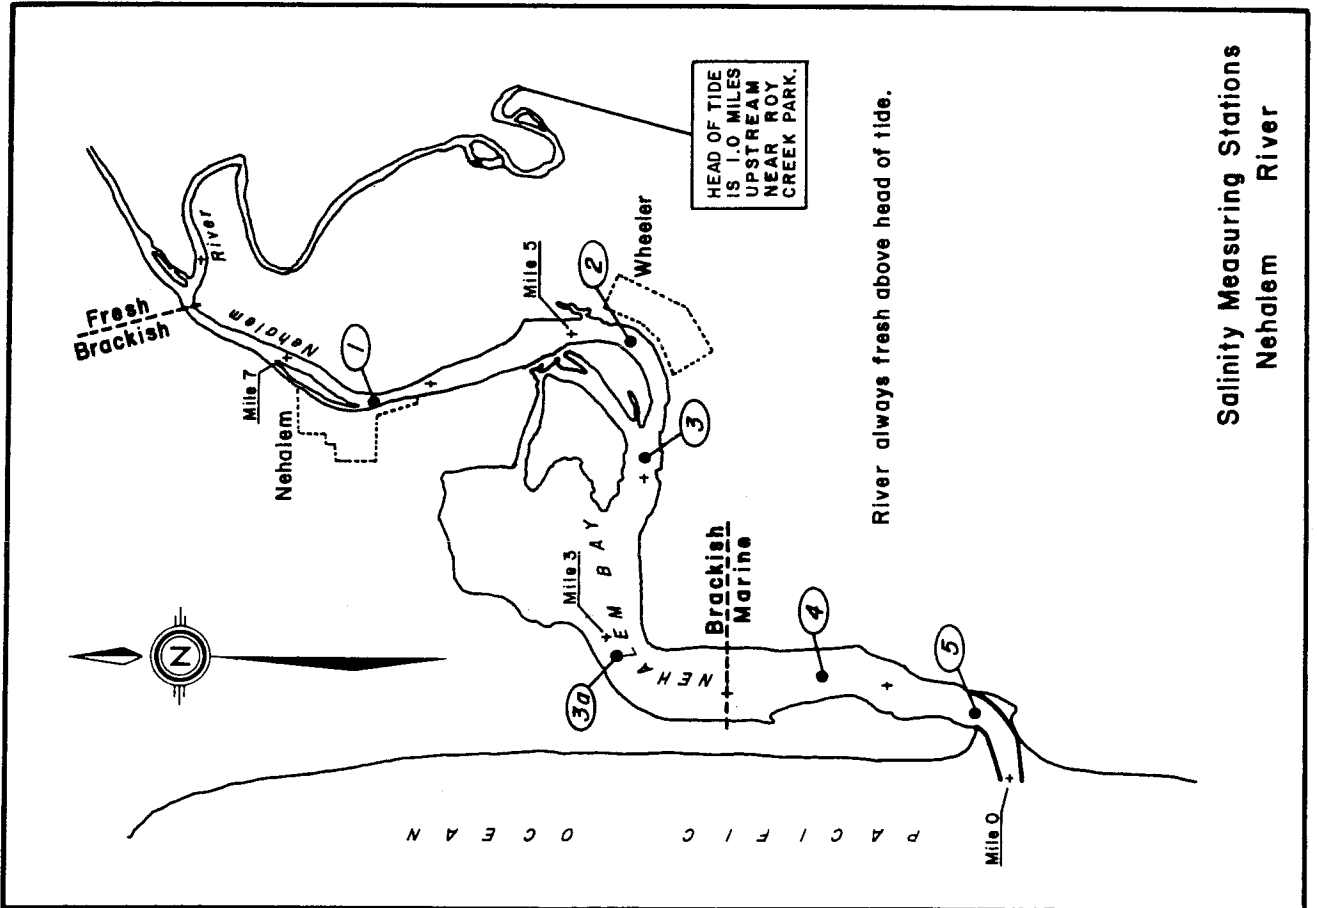 Salinity Measuring Stations
Nehalem River
HEAD OF TIDE
IS 1.0 MILES
UPSTREAM
NEAR ROY
CREEK PARK.
River always fresh above head of tide.
Fresh
Brackish
Nehalem
River
Mile 7
1
Nehalem
Mile 5
2
Wheeler
3
Mile 3
NEHALEM BAY
3a
Brackish
Marine
4
5
Mile 0
PACIFIC OCEAN
N